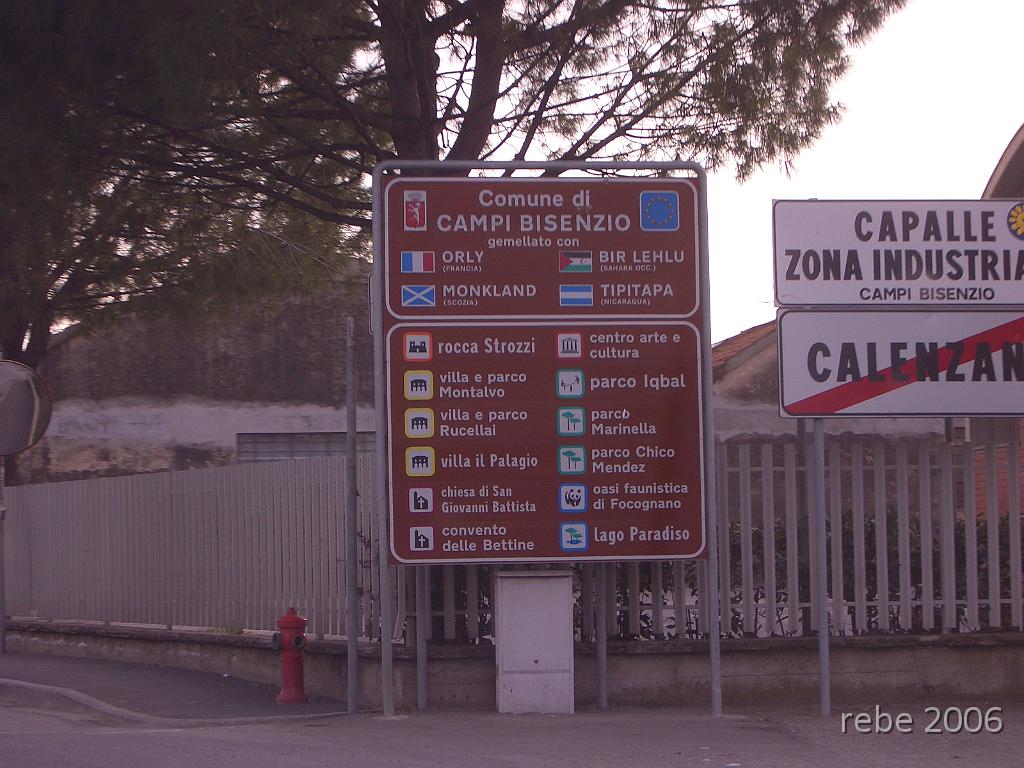 Comune di
CAMPI BISENZIO
gemellato con
ORLY
(FRANCIA)
BIR LEHLU
(SAHARA OCC.)
MONKLAND
(SCOZIA)
TIPITAPA
(NICARAGUA)
rocca Strozzi
villa e parco
Montalvo
villa e parco
Rucellai
villa il Palagio
chiesa di San
Giovanni Battista
convento
delle Bettine
centro arte e
cultura
parco Iqbal
parco
Marinella
parco Chico
Mendez
oasi faunistica
di Focognano
lago Paradiso
CAPALLE
ZONA INDUSTRIA
CAMPI BISENZIO
CALENZAN
rebe 2006